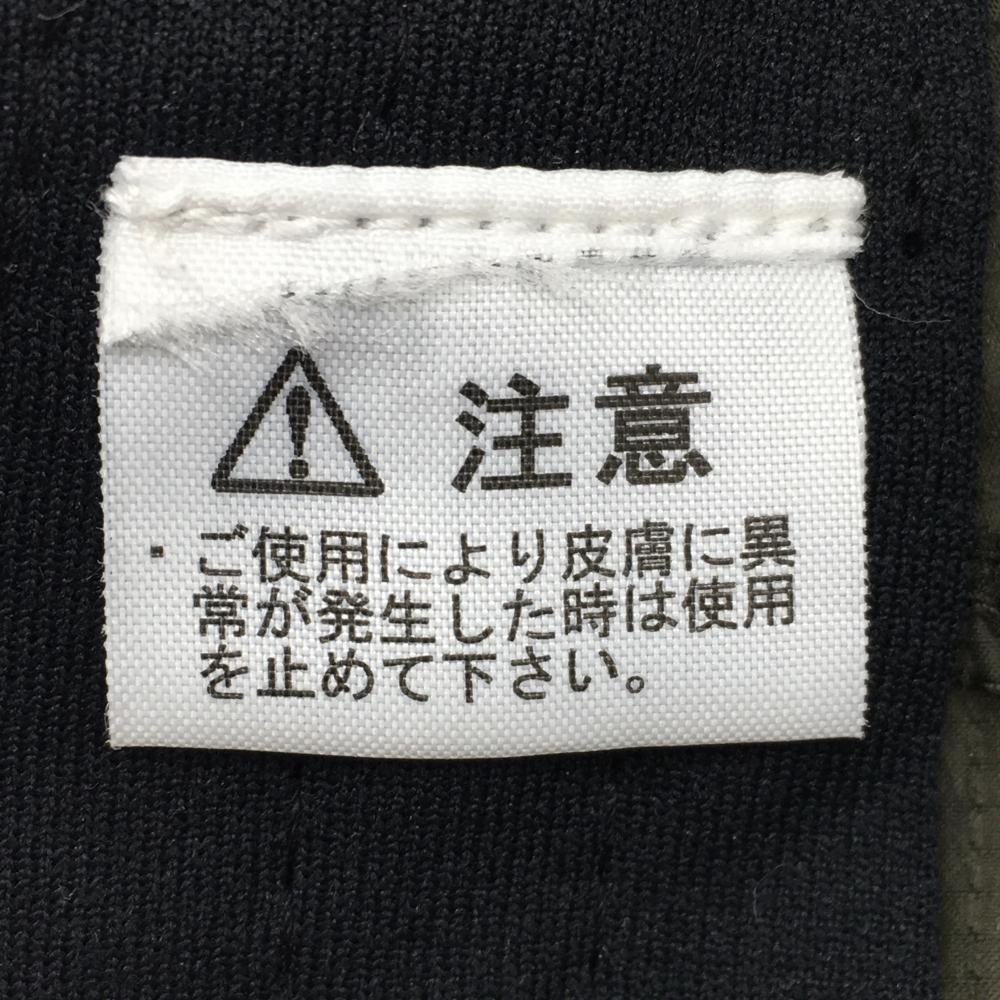 注意
・ご使用により皮膚に異
常が発生した時は使用
を止めて下さい。